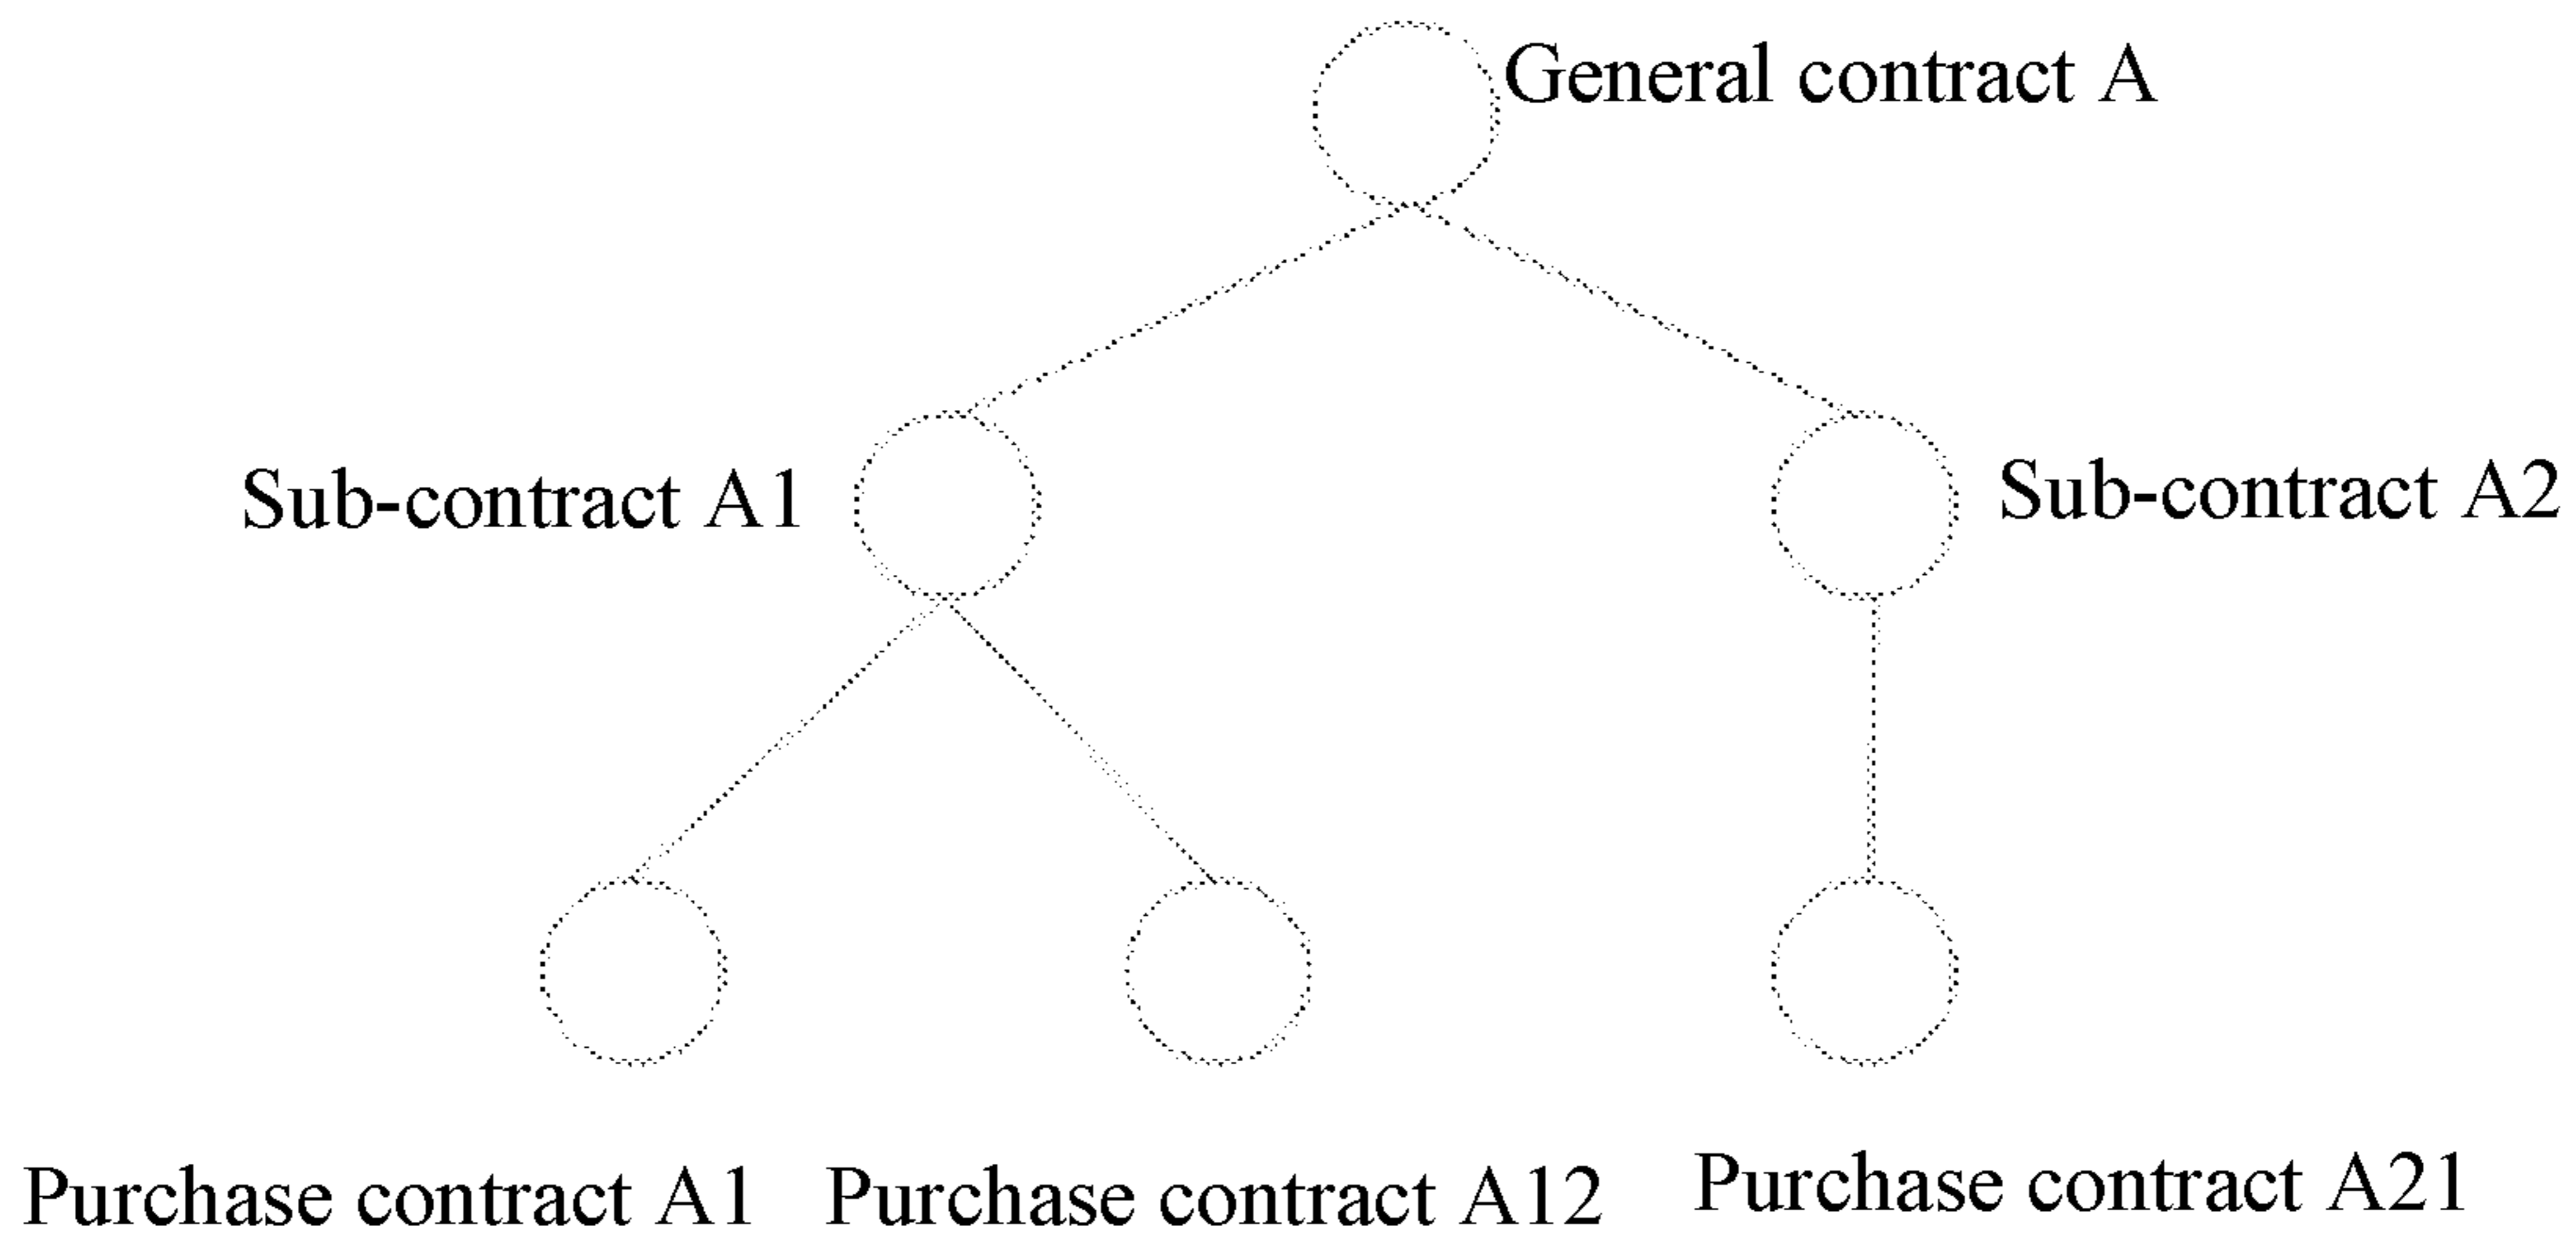 General contract A
Sub-contract A1
Sub-contract A2
Purchase contract A1
Purchase contract A12
Purchase contract A21